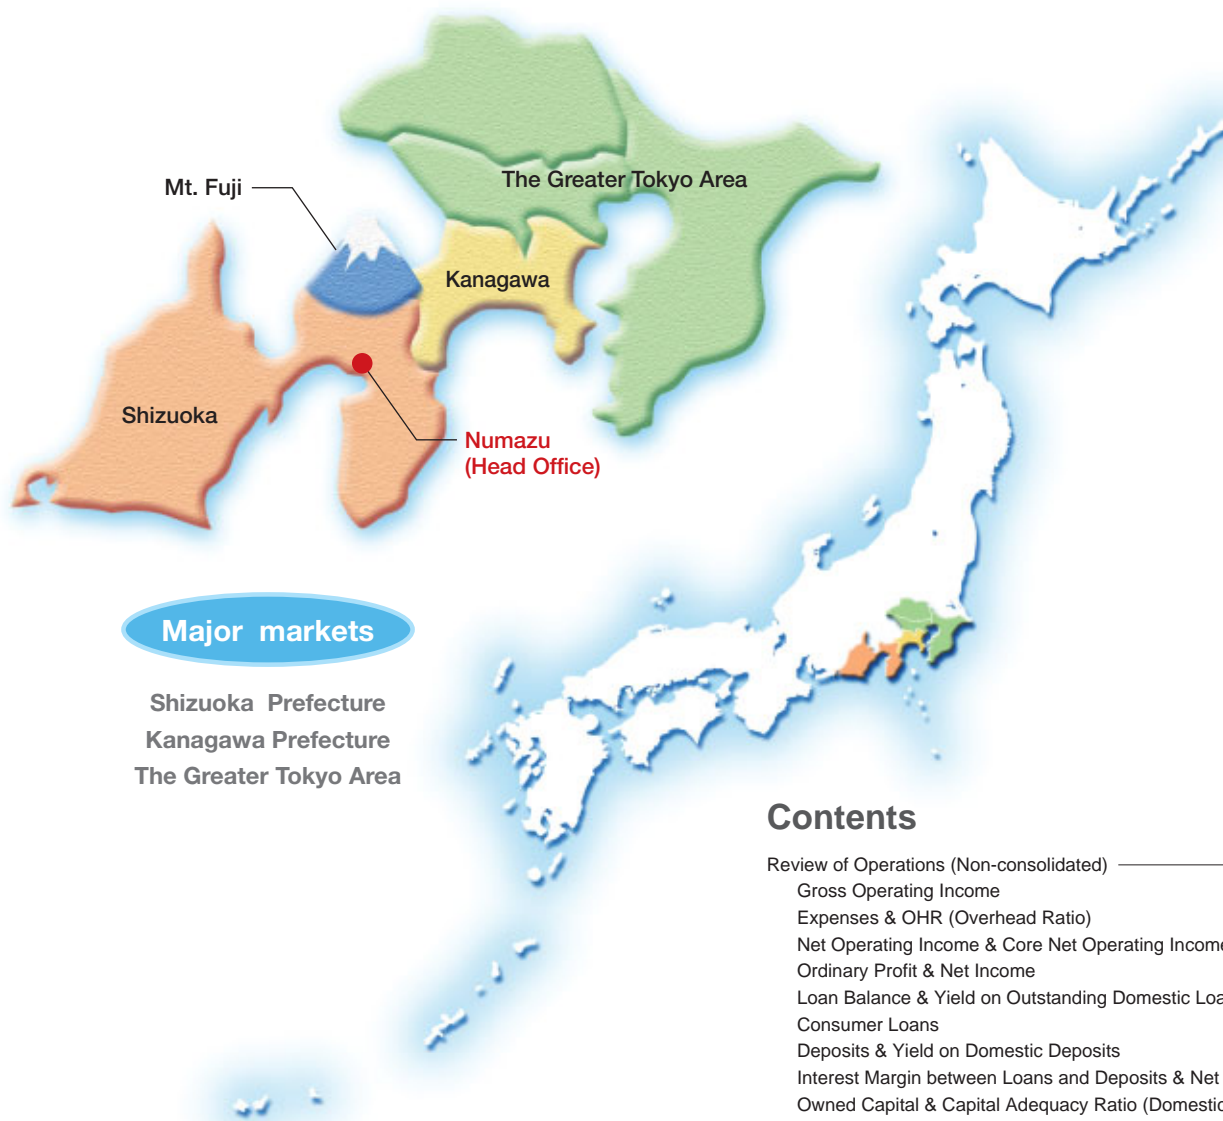 The Greater Tokyo Area
Mt. Fuji
Kanagawa
Shizuoka
Numazu
(Head Office)
Major markets
Shizuoka Prefecture
Kanagawa Prefecture
The Greater Tokyo Area
Contents
Review of Operations (Non-consolidated)
Gross Operating Income
Expenses & OHR (Overhead Ratio)
Net Operating Income & Core Net Operating Income
Ordinary Profit & Net Income
Loan Balance & Yield on Outstanding Domestic
Consumer Loans
Deposits & Yield on Domestic Deposits
Interest Margin between Loans and Deposits & Net
Owned Capital & Capital Adequacy Ratio (Domestic